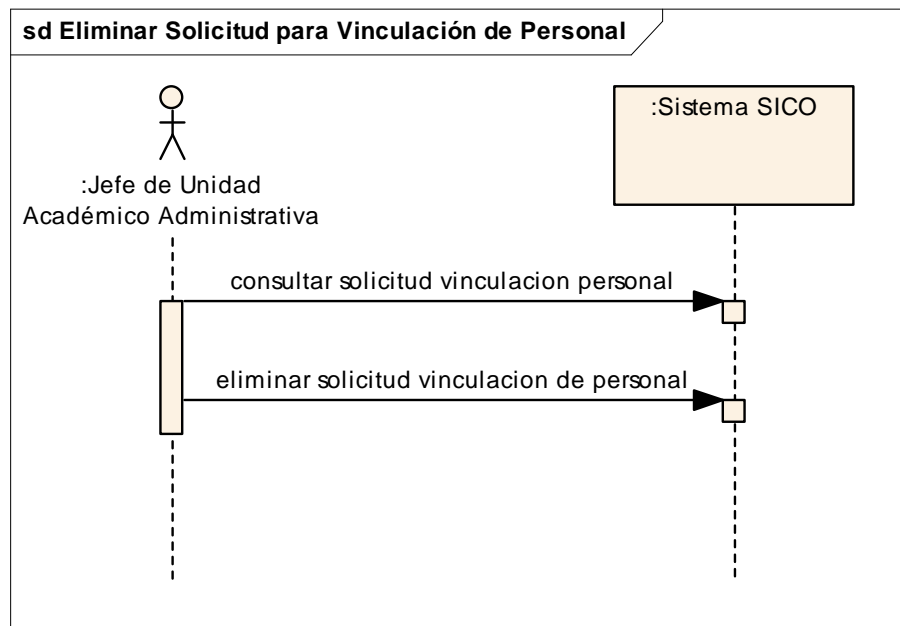 sd Eliminar Solicitud para Vinculación de Personal
:Jefe de Unidad
Académico Administrativa
:Sistema SICO
consultar solicitud vinculacion personal
eliminar solicitud vinculacion de personal